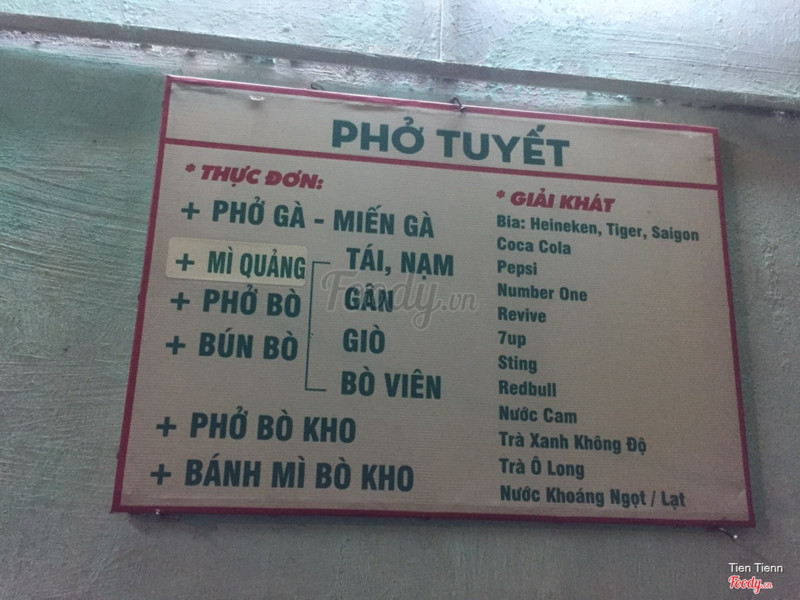 PHỞ TUYẾT
* THỰC ĐƠN:
+ PHỞ GÀ - MIẾN GÀ
+ MÌ QUẢNG
+ PHỞ BÒ
+ BÚN BÒ
TÁI, NẠM
GÂN
GIÒ
BÒ VIÊN
+ PHỞ BÒ KHO
+ BÁNH MÌ BÒ KHO
* GIẢI KHÁT
Bia: Heineken, Tiger, Saigon
Coca Cola
Pepsi
Number One
Revive
7up
Sting
Redbull
Nước Cam
Trà Xanh Không Độ
Trà Ô Long
Nước Khoáng Ngọt / Lạt
Foody.vn
Tien Tienn
Foody.vn